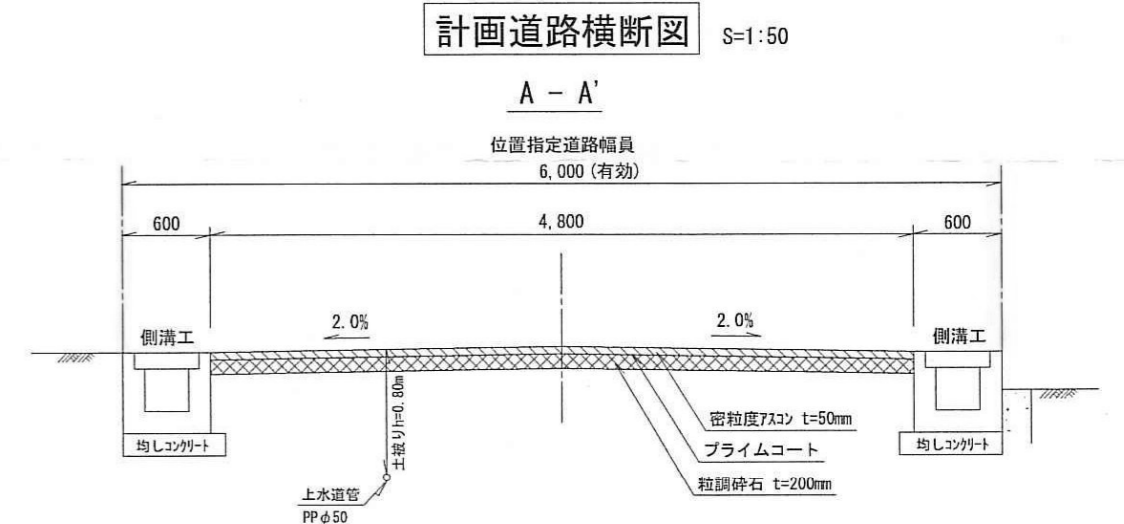 計画道路横断図 S=1:50
A - A'
位置指定道路幅員
6,000 (有効)
600
4,800
600
2.0%
2.0%
側溝工
側溝工
土被りh=0.80m
密粒度アスコン t=50mm
均しコンクリート
均しコンクリート
プライムコート
粒調砕石 t=200mm
上水道管
PPφ50